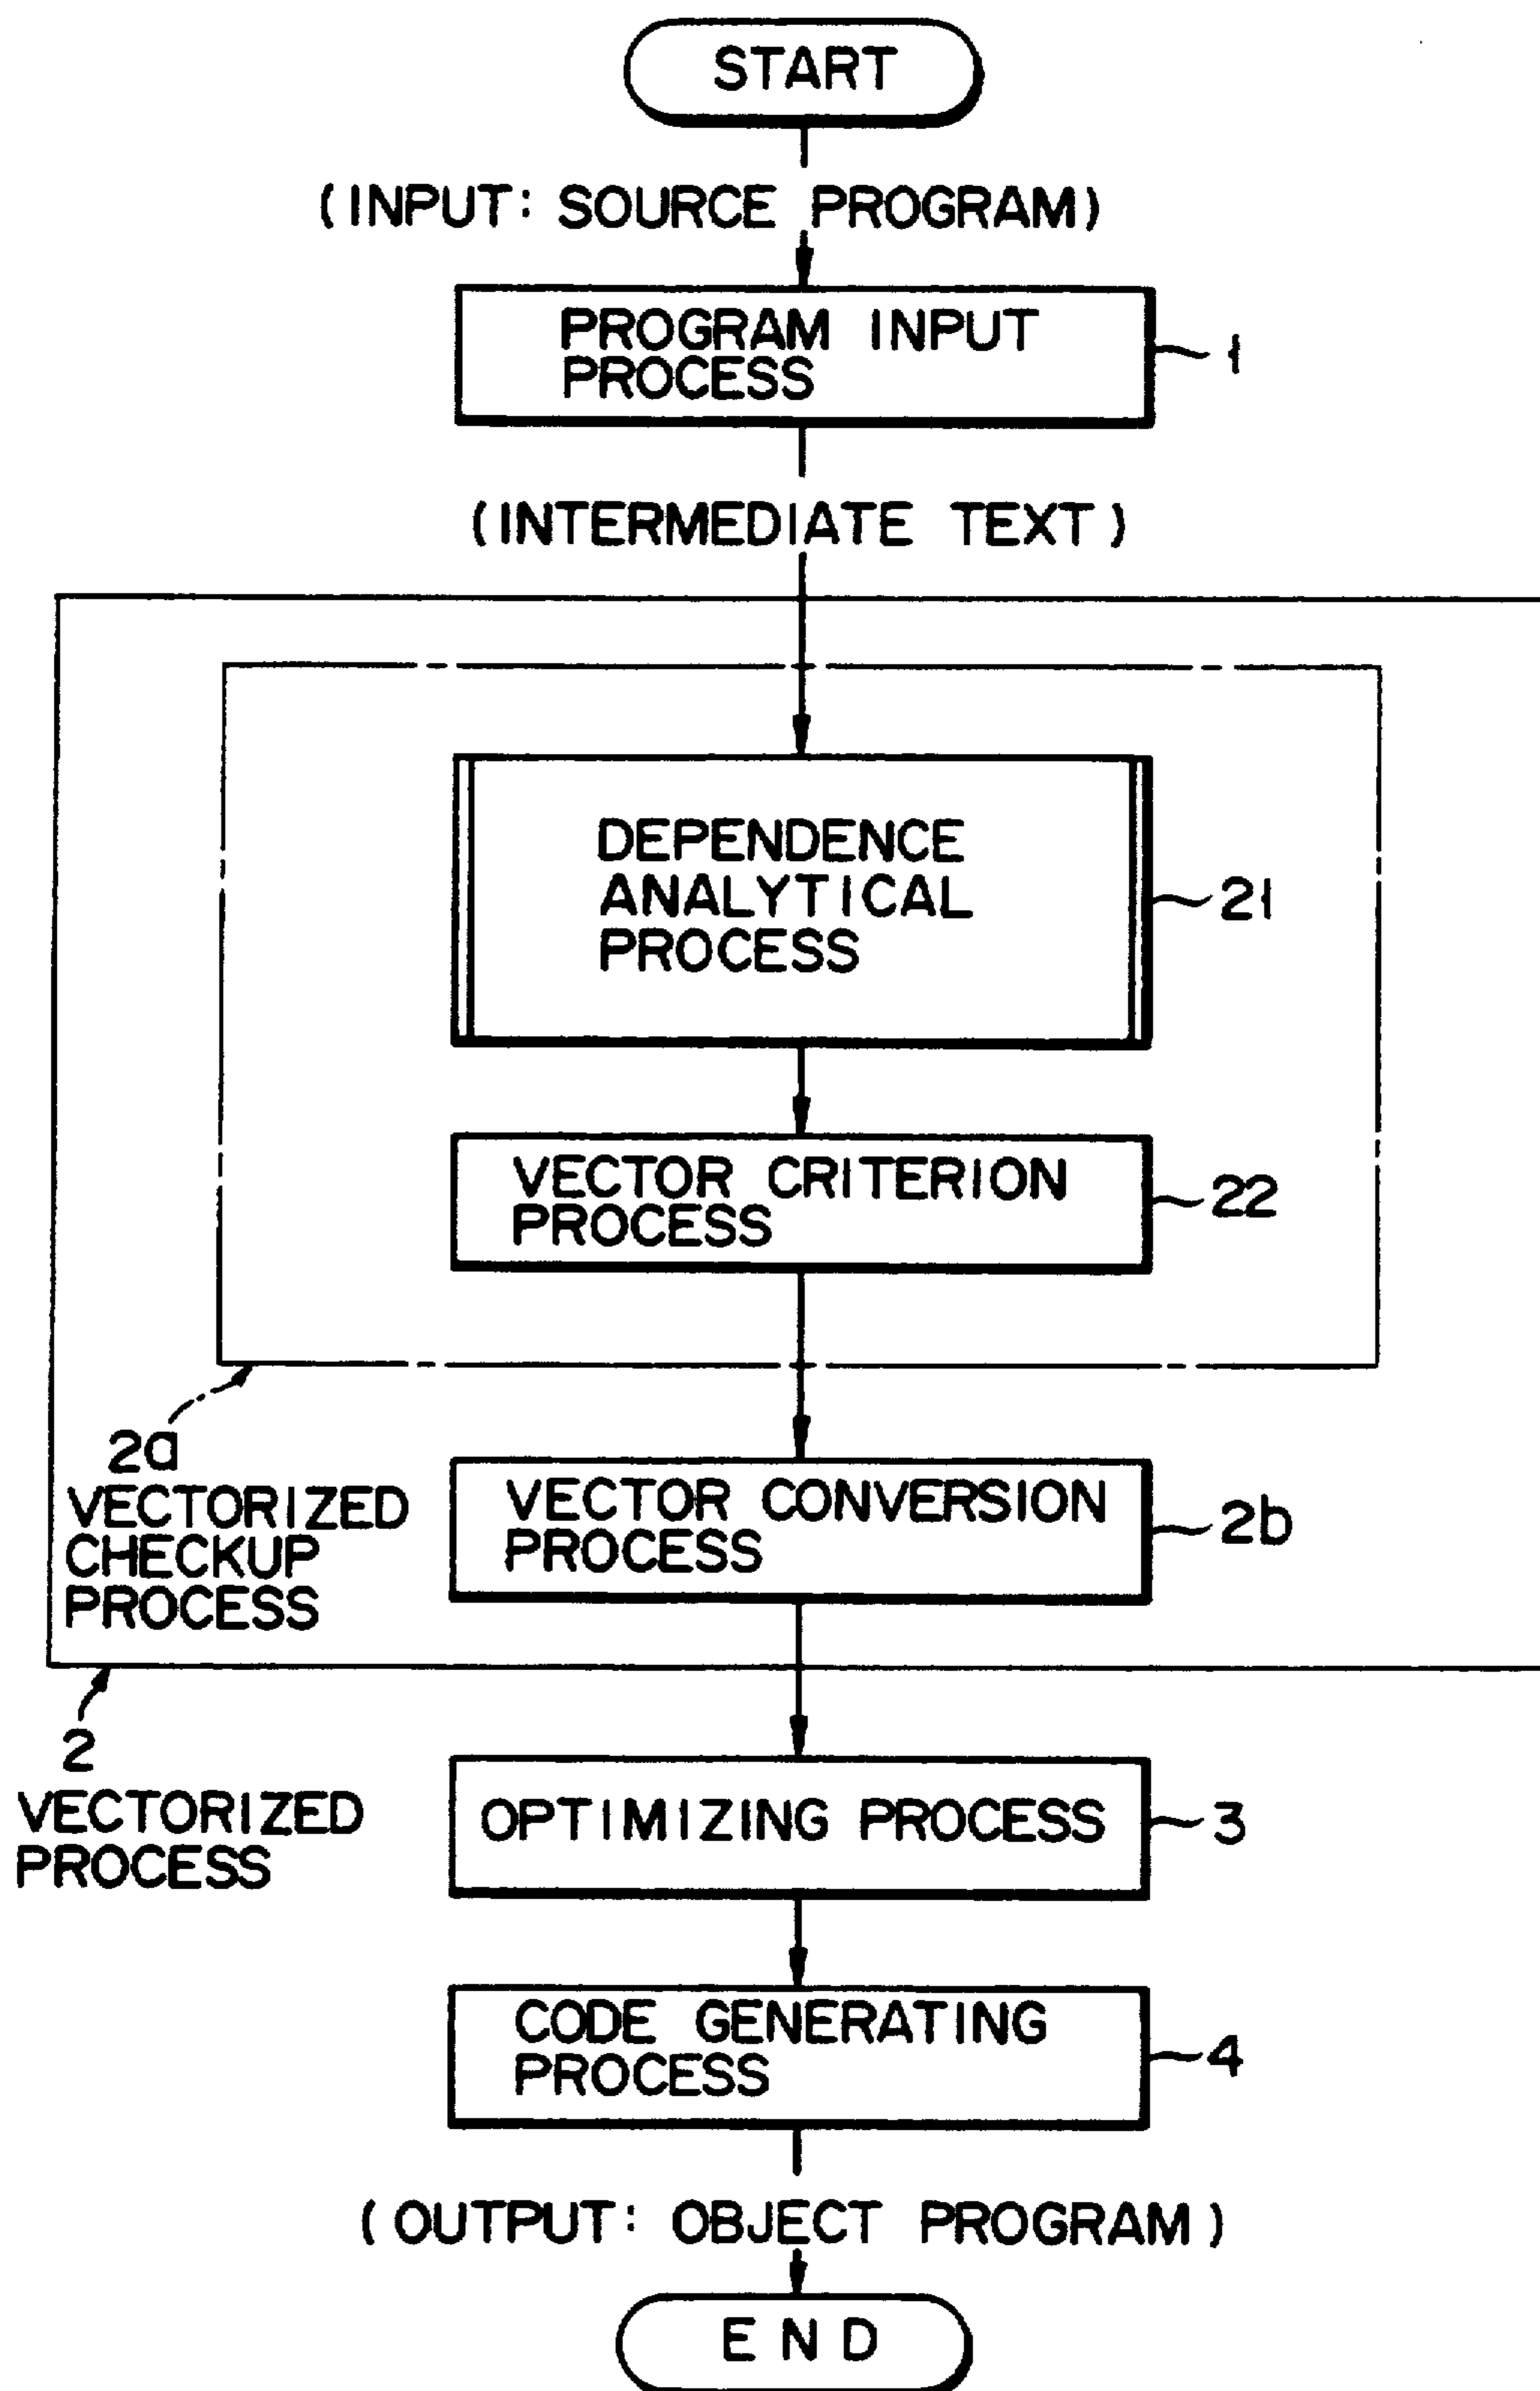 START
(INPUT: SOURCE PROGRAM)
PROGRAM INPUT
PROCESS
1
(INTERMEDIATE TEXT)
DEPENDENCE
ANALYTICAL
PROCESS
21
VECTOR CRITERION
PROCESS
22
2a
VECTORIZED
CHECKUP
PROCESS
VECTOR CONVERSION
PROCESS
2b
2
VECTORIZED
PROCESS
OPTIMIZING PROCESS
3
CODE GENERATING
PROCESS
4
(OUTPUT: OBJECT PROGRAM)
END